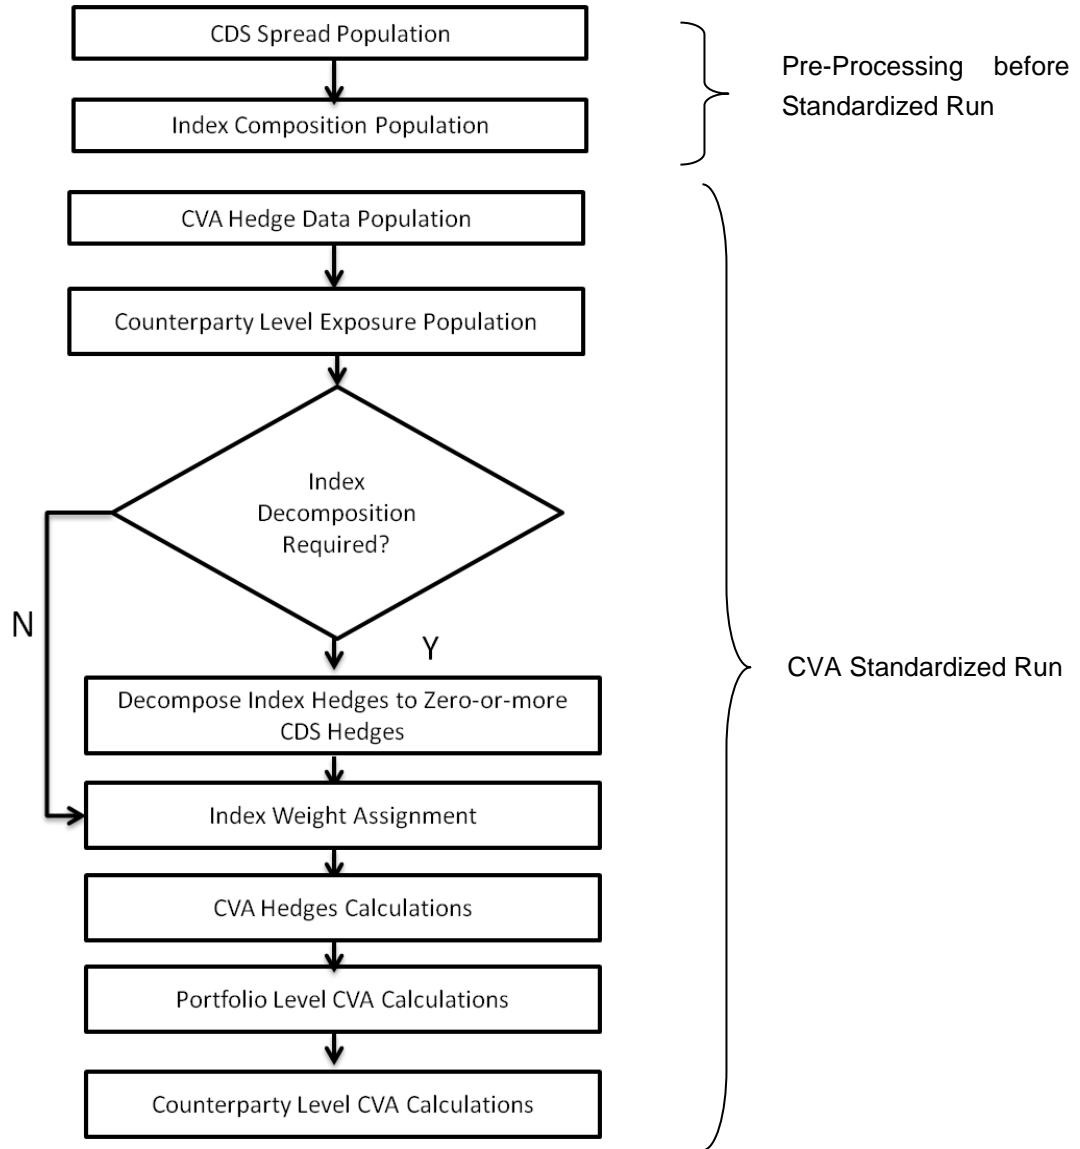 CDS Spread Population
Pre-Processing before
Standardized Run
Index Composition Population
CVA Hedge Data Population
Counterparty Level Exposure Population
Index
Decomposition
Required?
N
Y
CVA Standardized Run
Decompose Index Hedges to Zero-or-more
CDS Hedges
Index Weight Assignment
CVA Hedges Calculations
Portfolio Level CVA Calculations
Counterparty Level CVA Calculations